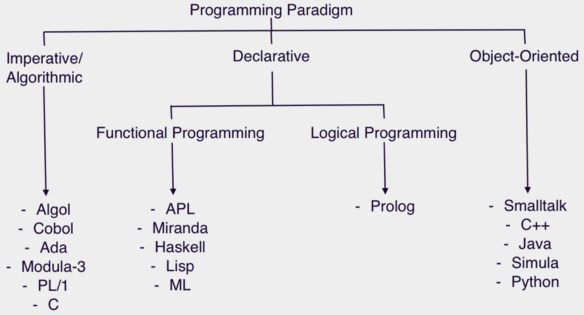 Programming Paradigm
Imperative/
Algorithmic
Declarative
Object-Oriented
Functional Programming
Logical Programming
- Algol
- Cobol
- Ada
- Modula-3
- PL/1
- C
- APL
- Miranda
- Haskell
- Lisp
- ML
- Prolog
- Smalltalk
- C++
- Java
- Simula
- Python